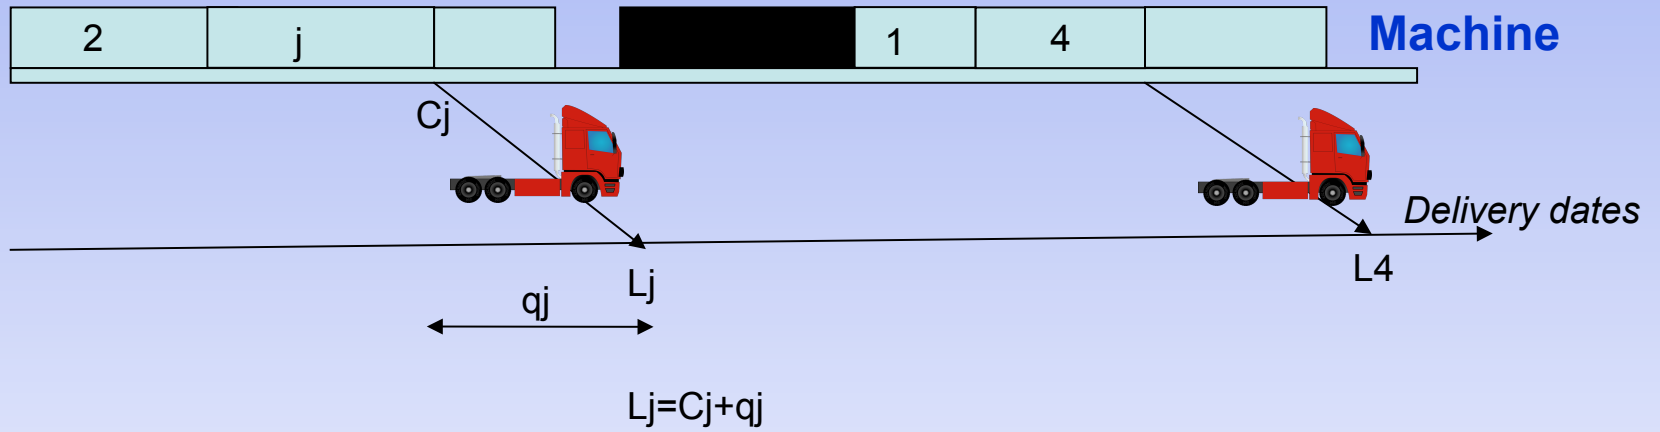 2 j 1 4 Machine
Cj
Delivery dates
Lj L4
qj
Lj=Cj+qj